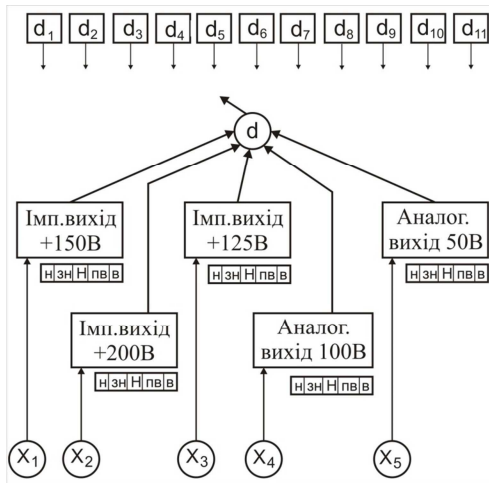 d1 d2 d3 d4 d5 d6 d7 d8 d9 d10 d11
d
Імп.вихід
+150В
Імп.вихід
+125В
Аналог.
вихід 50В
н зн Н пв в
н зн Н пв в
н зн Н пв в
Імп.вихід
+200В
Аналог.
вихід 100В
н зн Н пв в
н зн Н пв в
X1 X2 X3 X4 X5